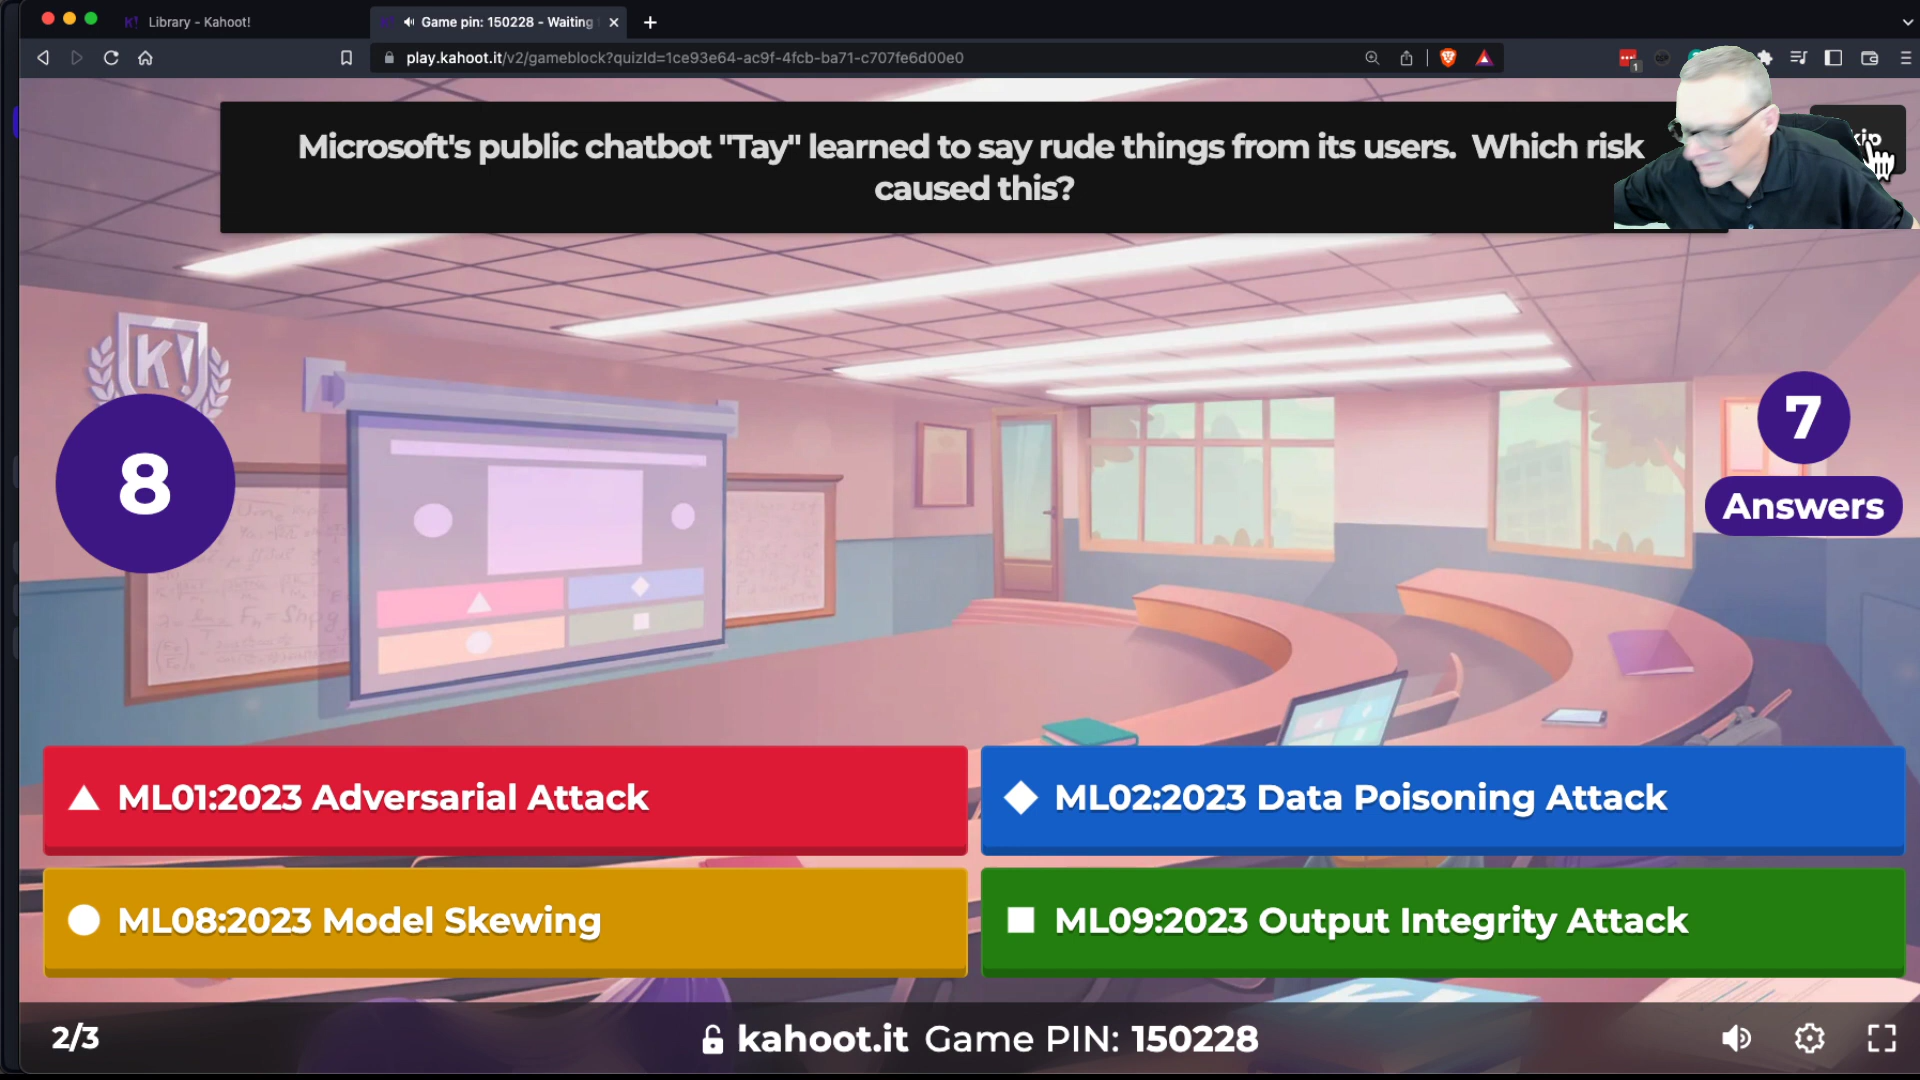 Library - Kahoot!
Game pin: 150228 - Waiting
play.kahoot.it/v2/gameblock?quizId=1ce93e64-ac9f-4fcb-ba71-c707fe6d00e0
1
Microsoft's public chatbot "Tay" learned to say rude things from its users. Which risk
caused this?
K!
8
7
Answers
ML01:2023 Adversarial Attack
ML02:2023 Data Poisoning Attack
ML08:2023 Model Skewing
ML09:2023 Output Integrity Attack
2/3
kahoot.it Game PIN: 150228